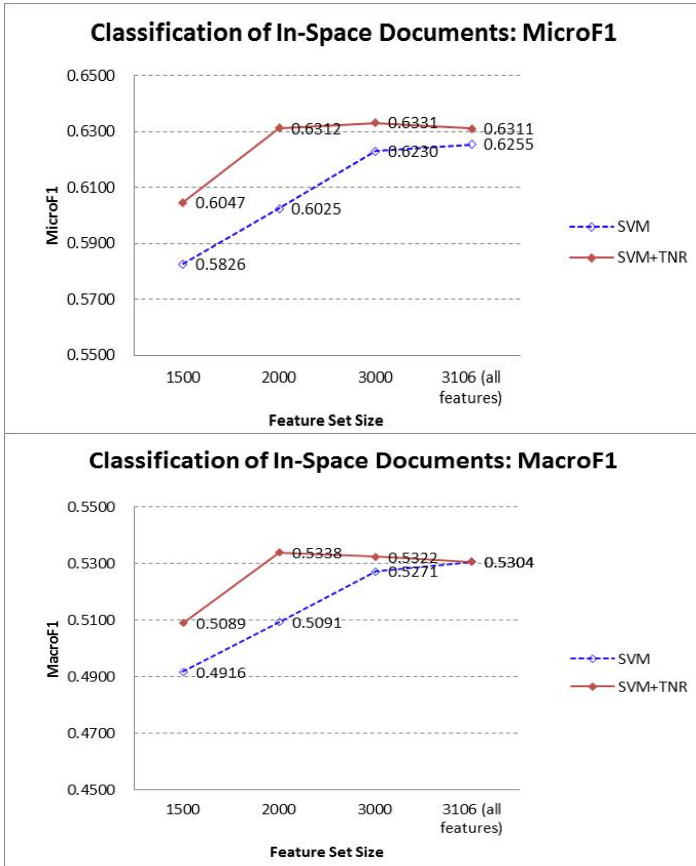 Classification of In-Space Documents: MicroF1
0.6500
0.6300
0.6100
0.5900
0.5700
0.5500
MicroF1
0.6047
0.6312
0.6331
0.6311
0.5826
0.6025
0.6230
0.6255
SVM
SVM+TNR
1500
2000
3000
3106 (all
features)
Feature Set Size
Classification of In-Space Documents: MacroF1
0.5500
0.5300
0.5100
0.4900
0.4700
0.4500
MacroF1
0.5089
0.5338
0.5322
0.5304
0.4916
0.5091
0.5271
SVM
SVM+TNR
1500
2000
3000
3106 (all
features)
Feature Set Size